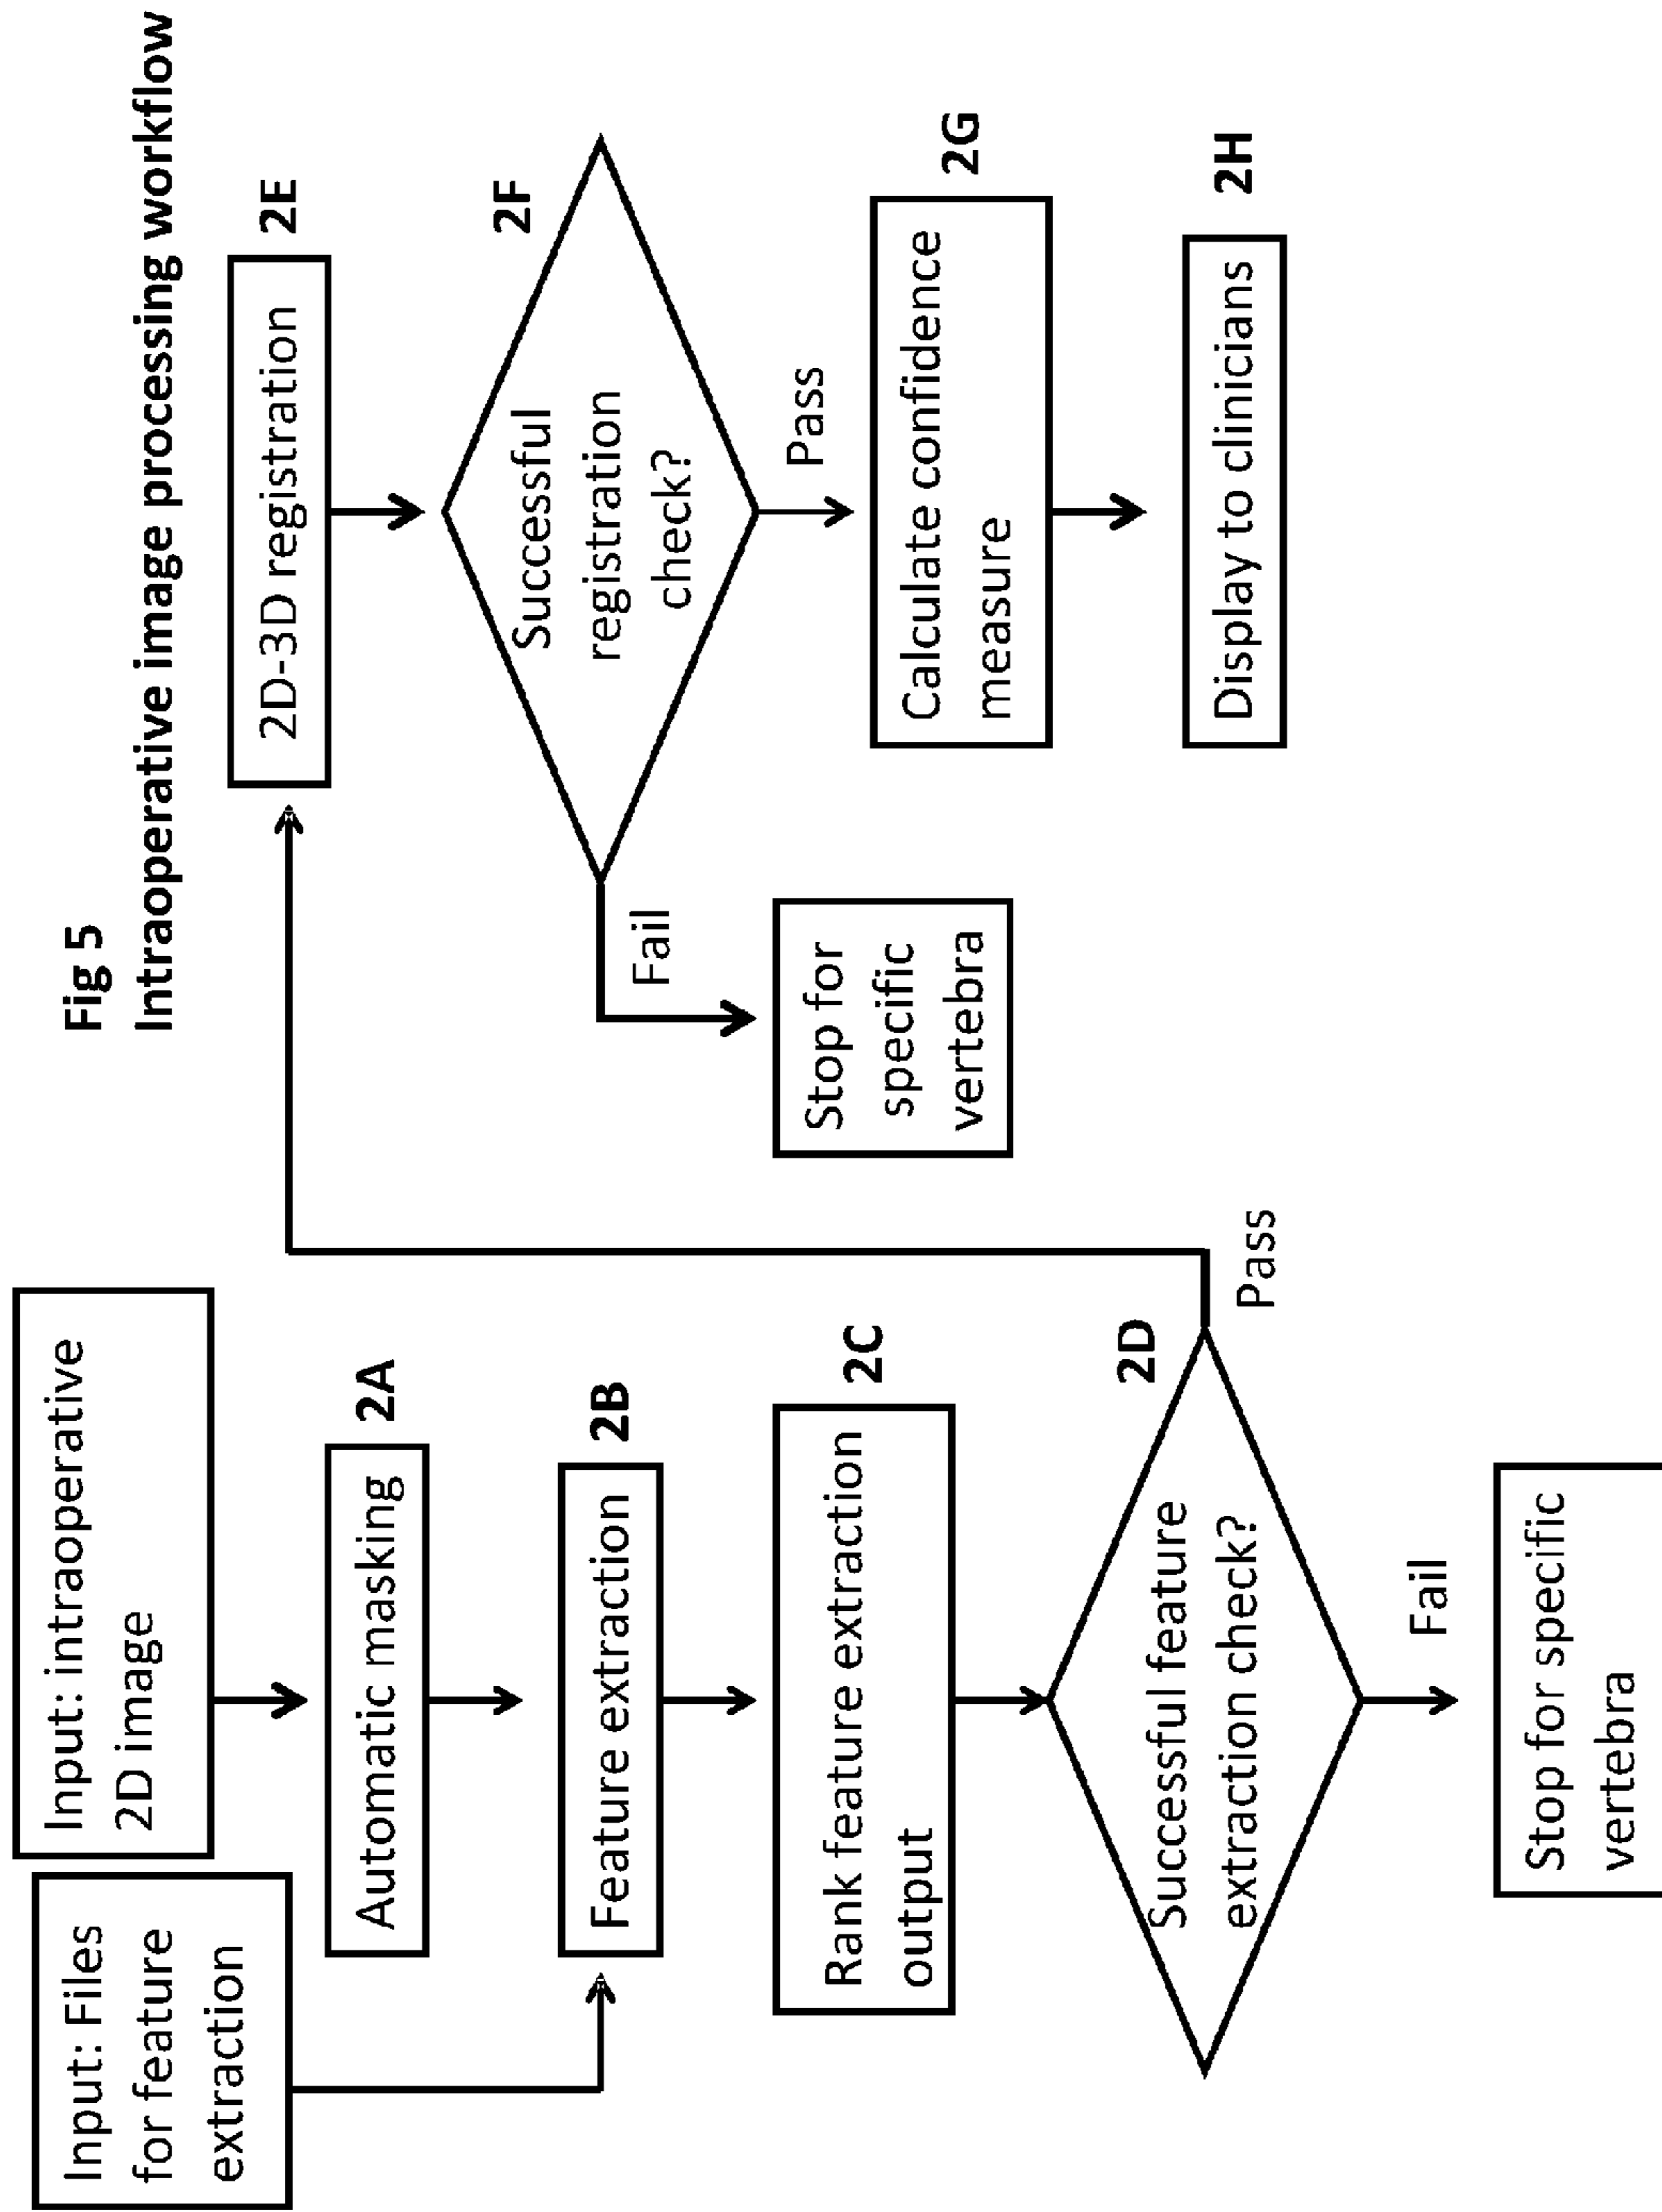 Fig 5
Intraoperative image processing workflow
Input: Files
for feature
extraction
Input: intraoperative
2D image
Automatic masking
2A
Feature extraction
2B
Rank feature extraction
output
2C
Successful feature
extraction check?
2D
Pass
Fail
Stop for specific
vertebra
2D-3D registration
2E
Successful
registration
check?
2F
Fail
Stop for
specific
vertebra
Pass
Calculate confidence
measure
2G
Display to clinicians
2H